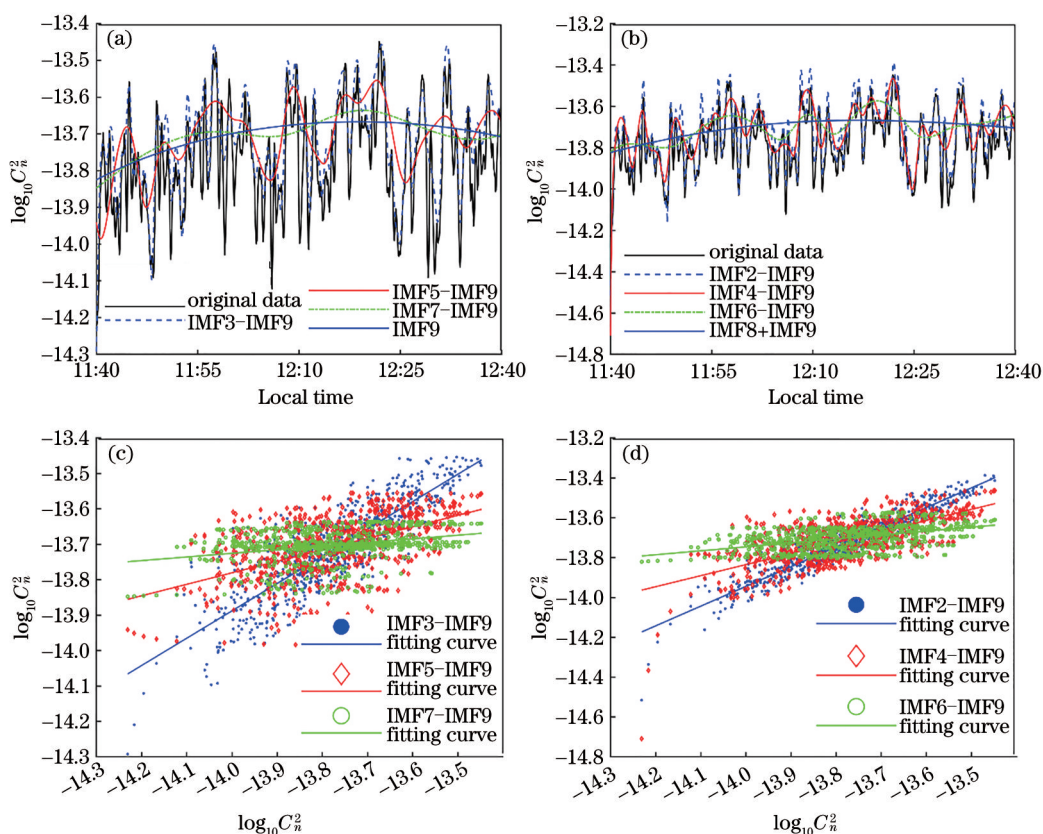 (a)
−13.4
−13.5
−13.6
−13.7
−13.8
−13.9
−14.0
−14.1
−14.2
−14.3
log₁₀C²ₙ
original data
IMF3−IMF9
IMF5−IMF9
IMF7−IMF9
IMF9
11:40 11:55 12:10 12:25 12:40
Local time
(b)
−13.4
−13.6
−13.8
−14.0
−14.2
−14.4
−14.6
−14.8
log₁₀C²ₙ
original data
IMF2−IMF9
IMF4−IMF9
IMF6−IMF9
IMF8+IMF9
11:40 11:55 12:10 12:25 12:40
Local time
(c)
−13.4
−13.5
−13.6
−13.7
−13.8
−13.9
−14.0
−14.1
−14.2
−14.3
log₁₀C²ₙ
IMF3−IMF9
fitting curve
IMF5−IMF9
fitting curve
IMF7−IMF9
fitting curve
−14.3 −14.2 −14.1 −14.0 −13.9 −13.8 −13.7 −13.6 −13.5
log₁₀C²ₙ
(d)
−13.2
−13.4
−13.6
−13.8
−14.0
−14.2
−14.4
−14.6
−14.8
log₁₀C²ₙ
IMF2−IMF9
fitting curve
IMF4−IMF9
fitting curve
IMF6−IMF9
fitting curve
−14.3 −14.2 −14.1 −14.0 −13.9 −13.8 −13.7 −13.6 −13.5
log₁₀C²ₙ